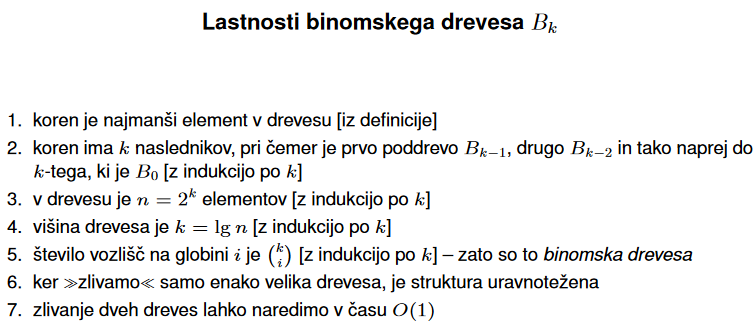 Lastnosti binomskega drevesa $B_k$
1. koren je najmanši element v drevesu [iz definicije]
2. koren ima $k$ naslednikov, pri čemer je prvo poddrevo $B_{k-1}$, drugo $B_{k-2}$ in tako naprej do
$k$-tega, ki je $B_0$ [z indukcijo po $k$]
3. v drevesu je $n = 2^k$ elementov [z indukcijo po $k$]
4. višina drevesa je $k = \lg n$ [z indukcijo po $k$]
5. število vozlišč na globini $i$ je $\binom{k}{i}$ [z indukcijo po $k$] – zato so to binomska drevesa
6. ker ≫zlivamo≪ samo enako velika drevesa, je struktura uravnotežena
7. zlivanje dveh dreves lahko naredimo v času $O(1)$